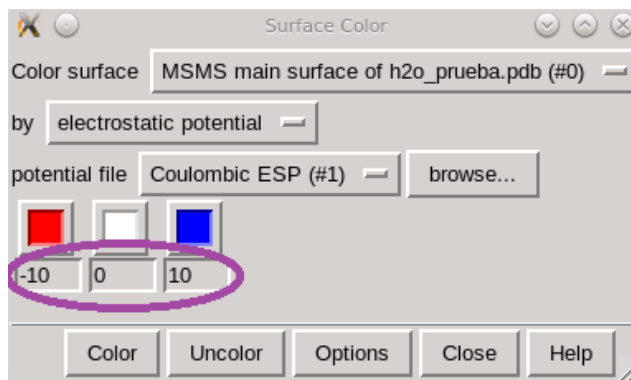 Surface Color
Color surface MSMS main surface of h2o_prueba.pdb (#0)
by electrostatic potential
potential file Coulombic ESP (#1) browse...
-10 0 10
Color Uncolor Options Close Help